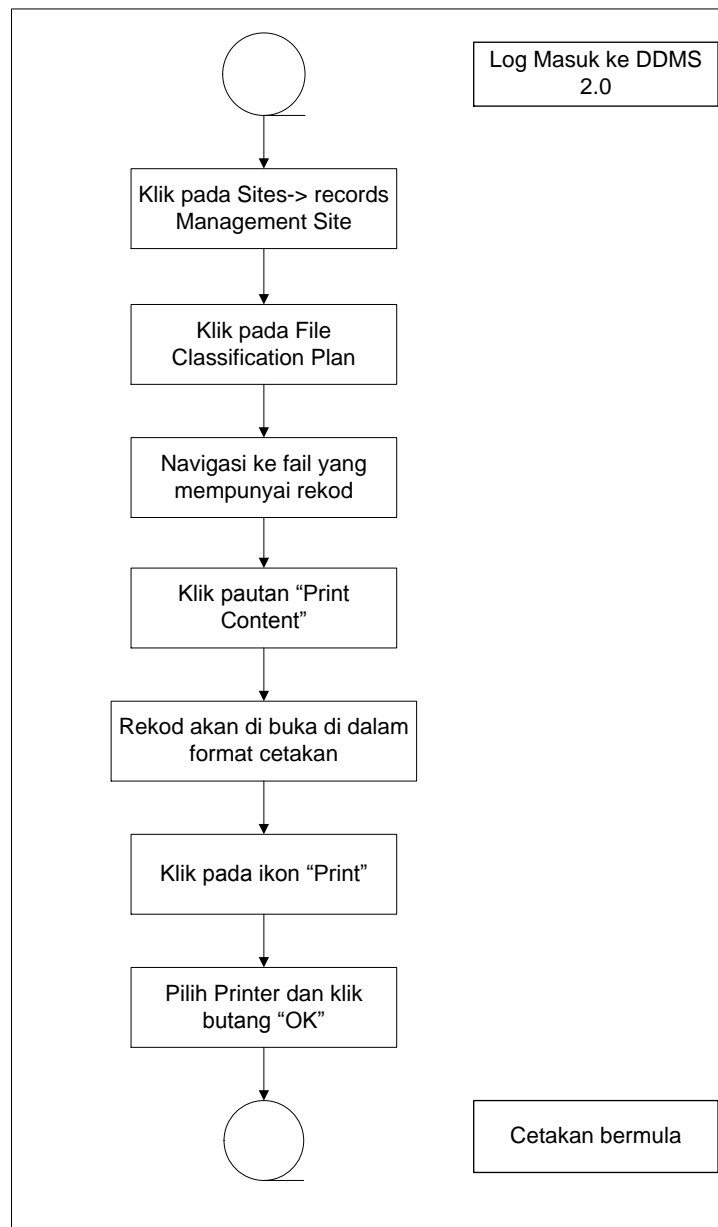 Log Masuk ke DDMS
2.0
Klik pada Sites-> records
Management Site
Klik pada File
Classification Plan
Navigasi ke fail yang
mempunyai rekod
Klik pautan “Print
Content”
Rekod akan di buka di dalam
format cetakan
Klik pada ikon “Print”
Pilih Printer dan klik
butang “OK”
Cetakan bermula